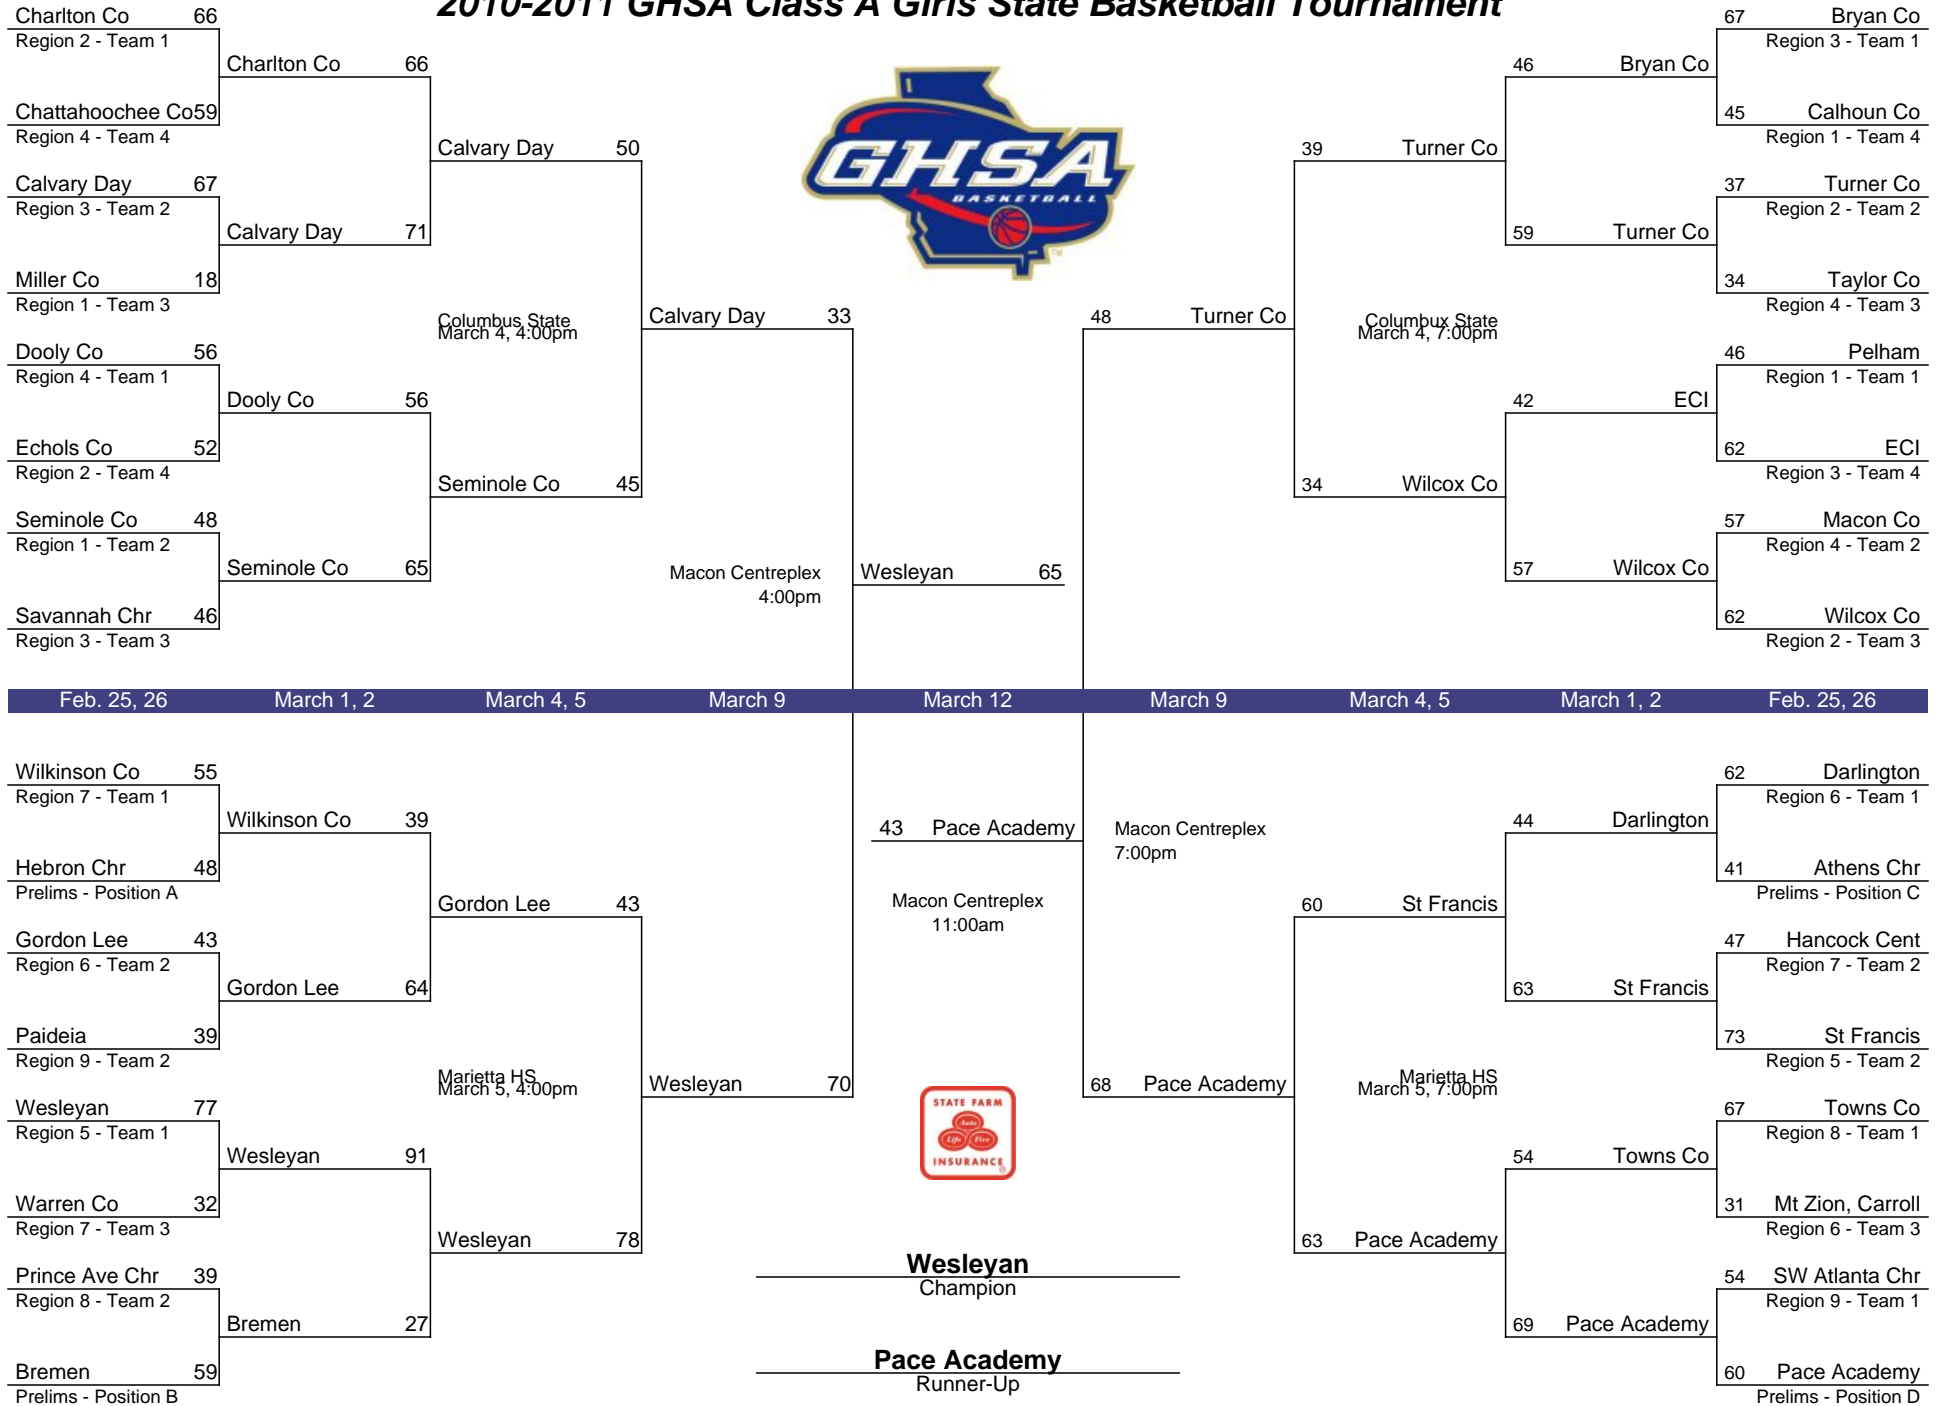 2010-2011 GHSA Class A Girls State Basketball Tournament
Charlton Co 66
Region 2 - Team 1
Chattahoochee Co59
Region 4 - Team 4
Calvary Day 67
Region 3 - Team 2
Miller Co 18
Region 1 - Team 3
Dooly Co 56
Region 4 - Team 1
Echols Co 52
Region 2 - Team 4
Seminole Co 48
Region 1 - Team 2
Savannah Chr 46
Region 3 - Team 3
Charlton Co 66
Calvary Day 71
Dooly Co 56
Seminole Co 65
Calvary Day 50
Columbus State
March 4, 4:00pm
Seminole Co 45
Calvary Day 33
Macon Centreplex
4:00pm
Wesleyan 65
GHSA
BASKETBALL
TM
48 Turner Co
39 Turner Co
Columbux State
March 4, 7:00pm
34 Wilcox Co
46 Bryan Co
59 Turner Co
42 ECI
57 Wilcox Co
67 Bryan Co
Region 3 - Team 1
45 Calhoun Co
Region 1 - Team 4
37 Turner Co
Region 2 - Team 2
34 Taylor Co
Region 4 - Team 3
46 Pelham
Region 1 - Team 1
62 ECI
Region 3 - Team 4
57 Macon Co
Region 4 - Team 2
62 Wilcox Co
Region 2 - Team 3
Feb. 25, 26 March 1, 2 March 4, 5 March 9 March 12 March 9 March 4, 5 March 1, 2 Feb. 25, 26
Wilkinson Co 55
Region 7 - Team 1
Hebron Chr 48
Prelims - Position A
Gordon Lee 43
Region 6 - Team 2
Paideia 39
Region 9 - Team 2
Wesleyan 77
Region 5 - Team 1
Warren Co 32
Region 7 - Team 3
Prince Ave Chr 39
Region 8 - Team 2
Bremen 59
Prelims - Position B
Wilkinson Co 39
Gordon Lee 64
Wesleyan 91
Bremen 27
Gordon Lee 43
Marietta HS
March 5, 4:00pm
Wesleyan 78
Wesleyan 70
43 Pace Academy
Macon Centreplex
11:00am
STATE FARM
Auto
Life Fire
INSURANCE
®
Wesleyan
Champion
Pace Academy
Runner-Up
Macon Centreplex
7:00pm
68 Pace Academy
60 St Francis
Marietta HS
March 5, 7:00pm
63 Pace Academy
44 Darlington
63 St Francis
54 Towns Co
69 Pace Academy
62 Darlington
Region 6 - Team 1
41 Athens Chr
Prelims - Position C
47 Hancock Cent
Region 7 - Team 2
73 St Francis
Region 5 - Team 2
67 Towns Co
Region 8 - Team 1
31 Mt Zion, Carroll
Region 6 - Team 3
54 SW Atlanta Chr
Region 9 - Team 1
60 Pace Academy
Prelims - Position D